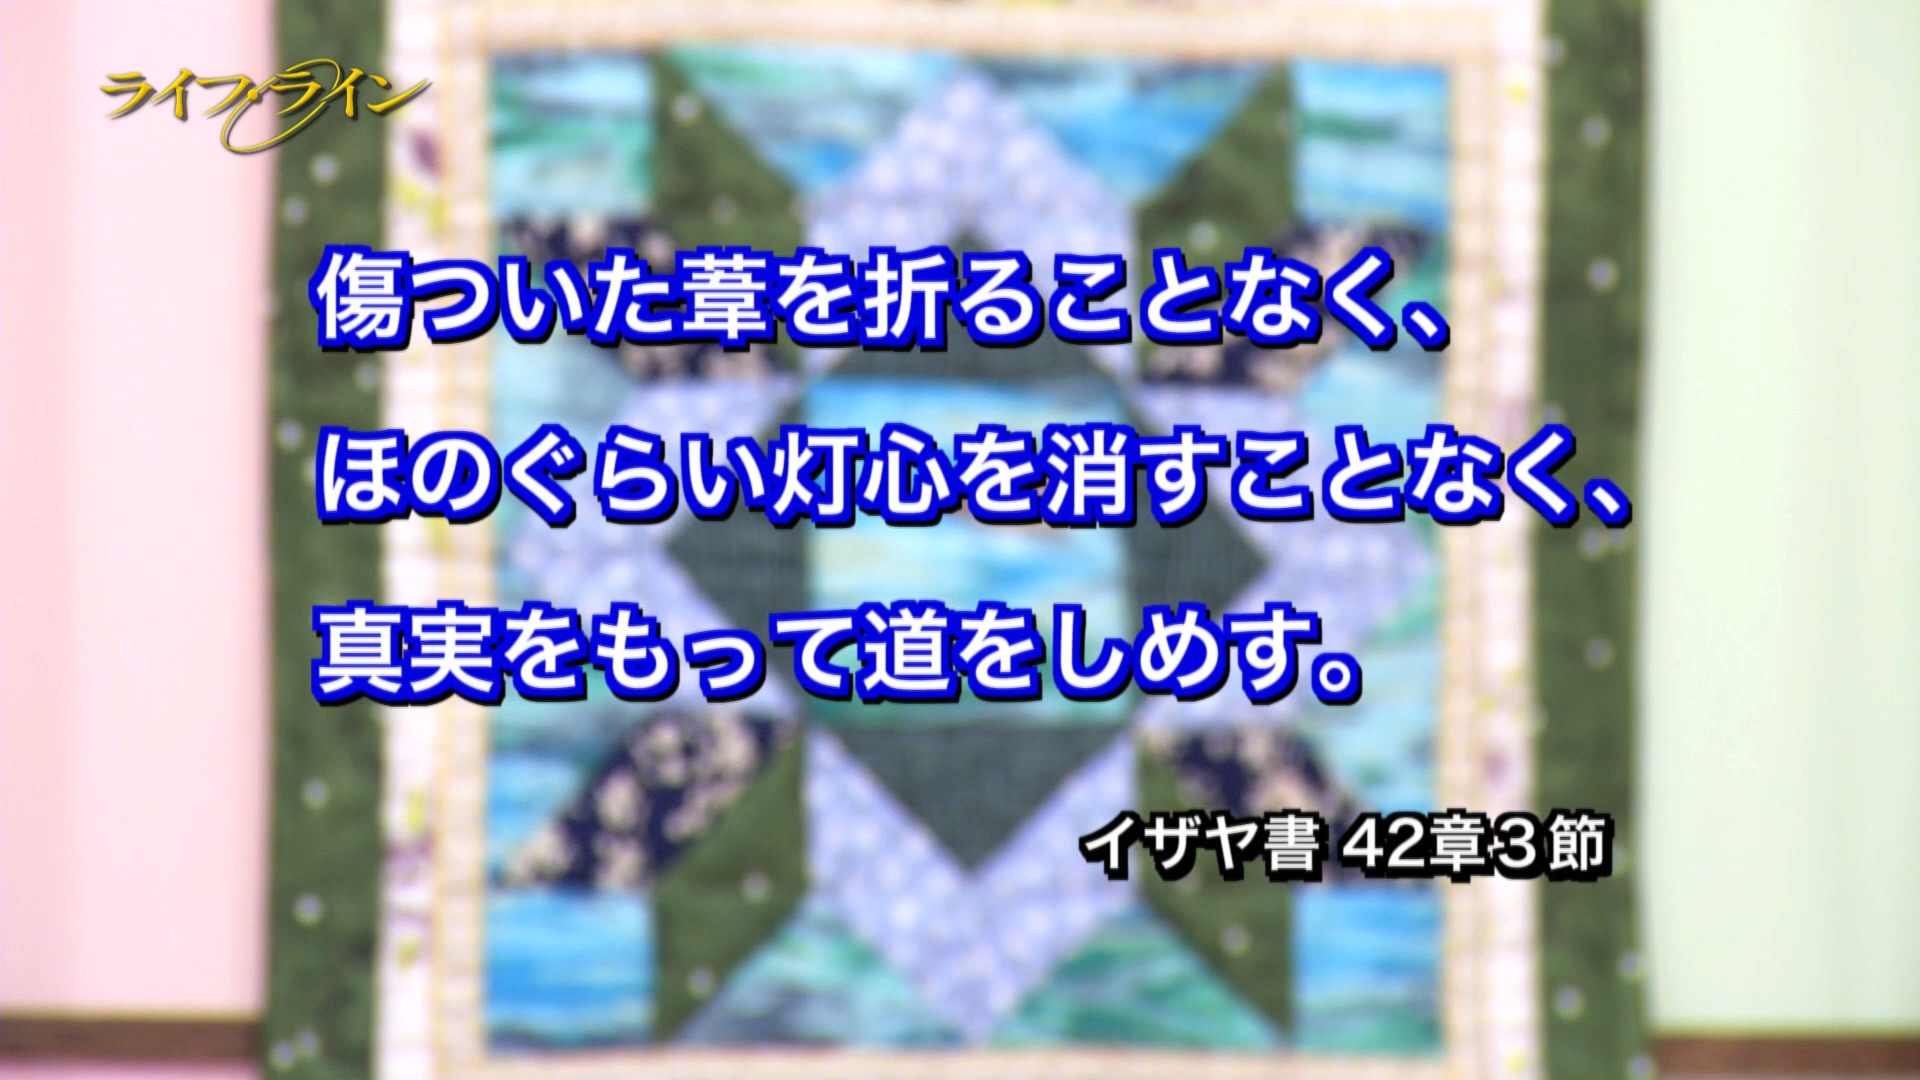 ライフ・ライン
傷ついた葦を折ることなく、
ほのぐらい灯心を消すことなく、
真実をもって道をしめす。
イザヤ書 42章3節